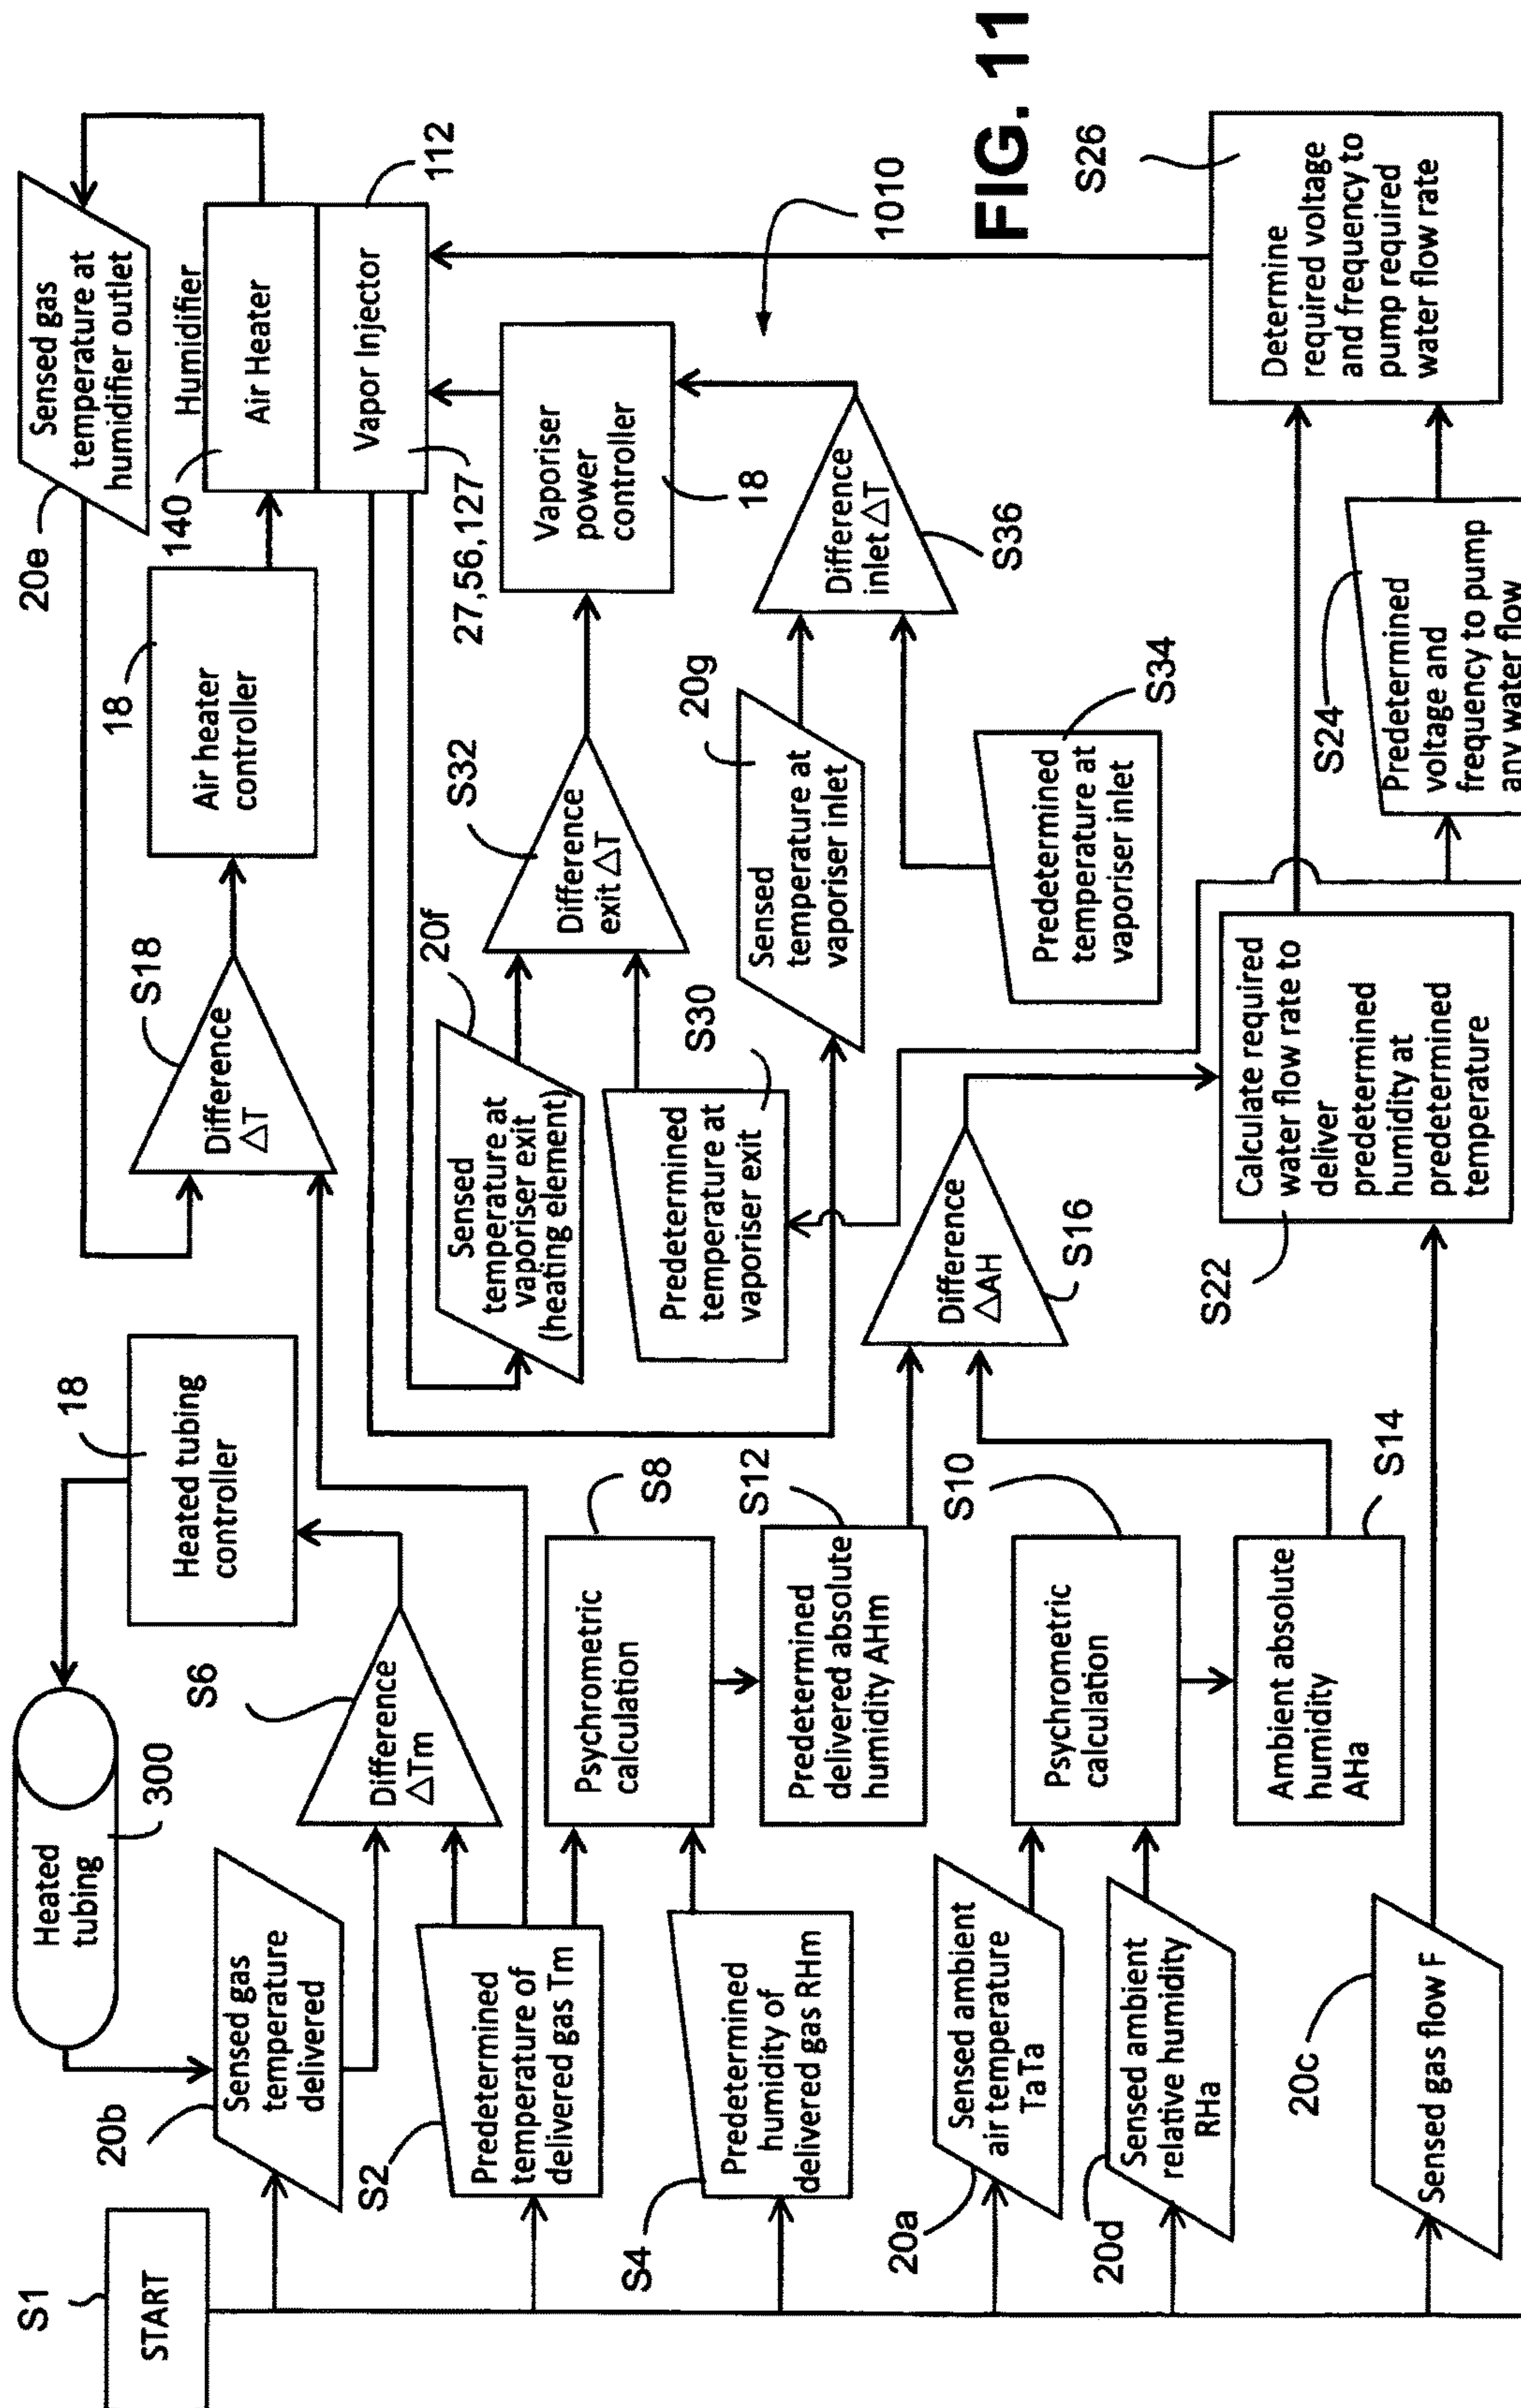 S1
START
Heated
tubing
300
20b
Sensed gas
temperature
delivered
S6
Difference
△Tm
18
Heated tubing
controller
S18
Difference
△T
18
Air heater
controller
20e
Sensed gas
temperature at
humidifier outlet
140
Humidifier
Air Heater
112
Vapor Injector
27,56,127
S2
Predetermined
temperature of
delivered gas Tm
S4
Predetermined
humidity of
delivered gas RHm
S8
Psychrometric
calculation
S12
Predetermined
delivered absolute
humidity AHm
20f
Sensed
temperature at
vaporiser exit
(heating element)
S30
Predetermined
temperature at
vaporiser exit
S32
Difference
exit △T
Vaporiser
power
controller
18
20g
Sensed
temperature at
vaporiser inlet
S34
Predetermined
temperature at
vaporiser inlet
Difference
inlet △T
S36
1010
FIG. 11
20a
Sensed ambient
air temperature
TaTa
20d
Sensed ambient
relative humidity
RHa
S10
Psychrometric
calculation
S14
Ambient absolute
humidity
AHa
Difference
△AH
S16
20c
Sensed gas flow F
S22
Calculate required
water flow rate to
deliver
predetermined
humidity at
predetermined
temperature
S24
Predetermined
voltage and
frequency to pump
any water flow
S26
Determine
required voltage
and frequency to
pump required
water flow rate